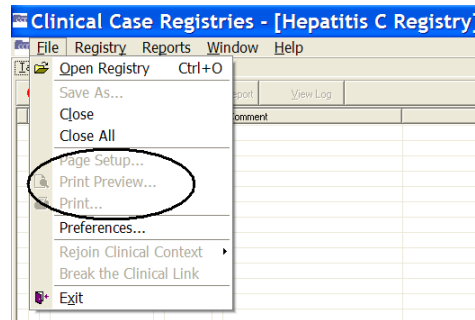 Clinical Case Registries - [Hepatitis C Registry]
File Registry Reports Window Help
Open Registry Ctrl+O
Save As...
port View Log
Close
omment
Close All
Page Setup...
Print Preview...
Print...
Preferences...
Rejoin Clinical Context
Break the Clinical Link
Exit